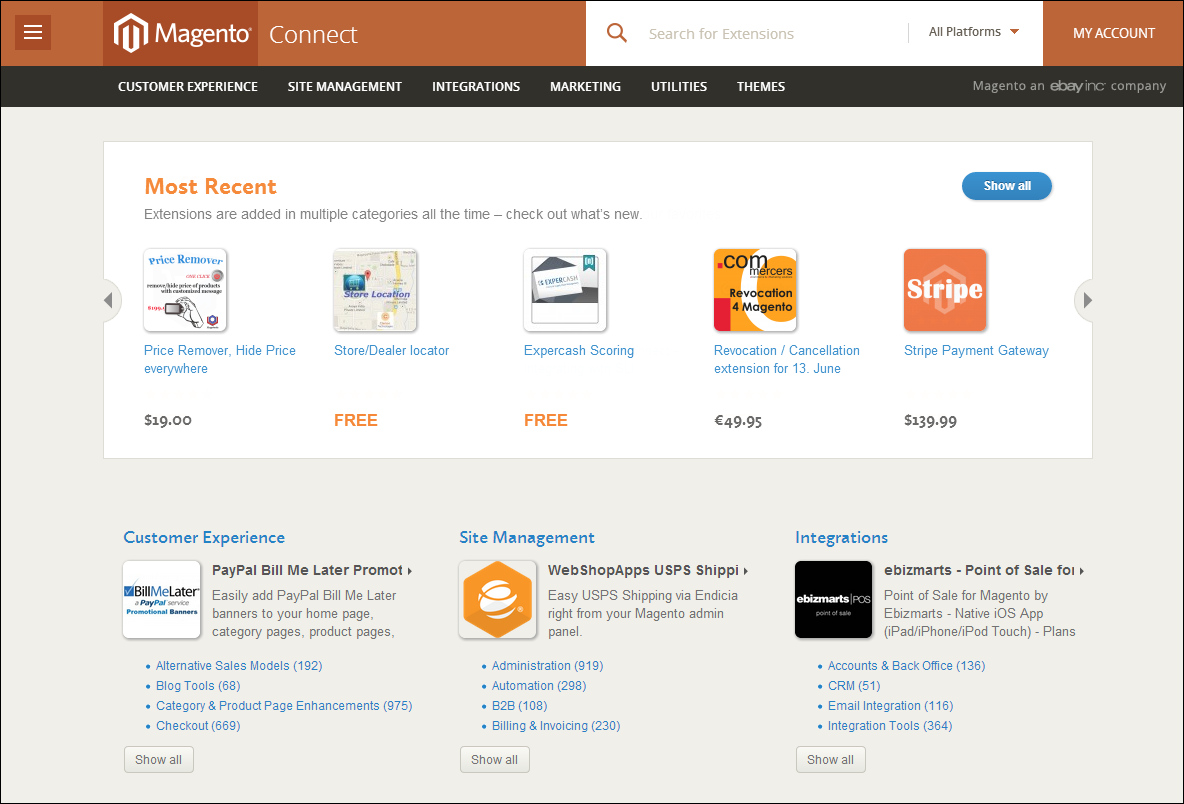 Magento Connect
Search for Extensions
All Platforms
MY ACCOUNT
CUSTOMER EXPERIENCE SITE MANAGEMENT INTEGRATIONS MARKETING UTILITIES THEMES
Magento an ebay inc company
Most Recent
Show all
Extensions are added in multiple categories all the time – check out what's new.
Price Remover
ONE CLICK
remove/hide price of products
with customized message
Magento
Store Location
EXPERCASH
.com
mercers
Revocation
4 Magento
Stripe
Price Remover, Hide Price
everywhere
Store/Dealer locator
Expercash Scoring
Revocation / Cancellation
extension for 13. June
Stripe Payment Gateway
$19.00
FREE
FREE
€49.95
$139.99
Customer Experience
BillMeLater
a PayPal service
Promotional Banners
PayPal Bill Me Later Promot
Easily add PayPal Bill Me Later
banners to your home page,
category pages, product pages,
Alternative Sales Models (192)
Blog Tools (68)
Category & Product Page Enhancements (975)
Checkout (669)
Show all
Site Management
WebShopApps USPS Shippi
Easy USPS Shipping via Endicia
right from your Magento admin
panel.
Administration (919)
Automation (298)
B2B (108)
Billing & Invoicing (230)
Show all
Integrations
ebizmarts|POS
point of sale
ebizmarts - Point of Sale for
Point of Sale for Magento by
Ebizmarts - Native iOS App
(iPad/iPhone/iPod Touch) - Plans
Accounts & Back Office (136)
CRM (51)
Email Integration (116)
Integration Tools (364)
Show all